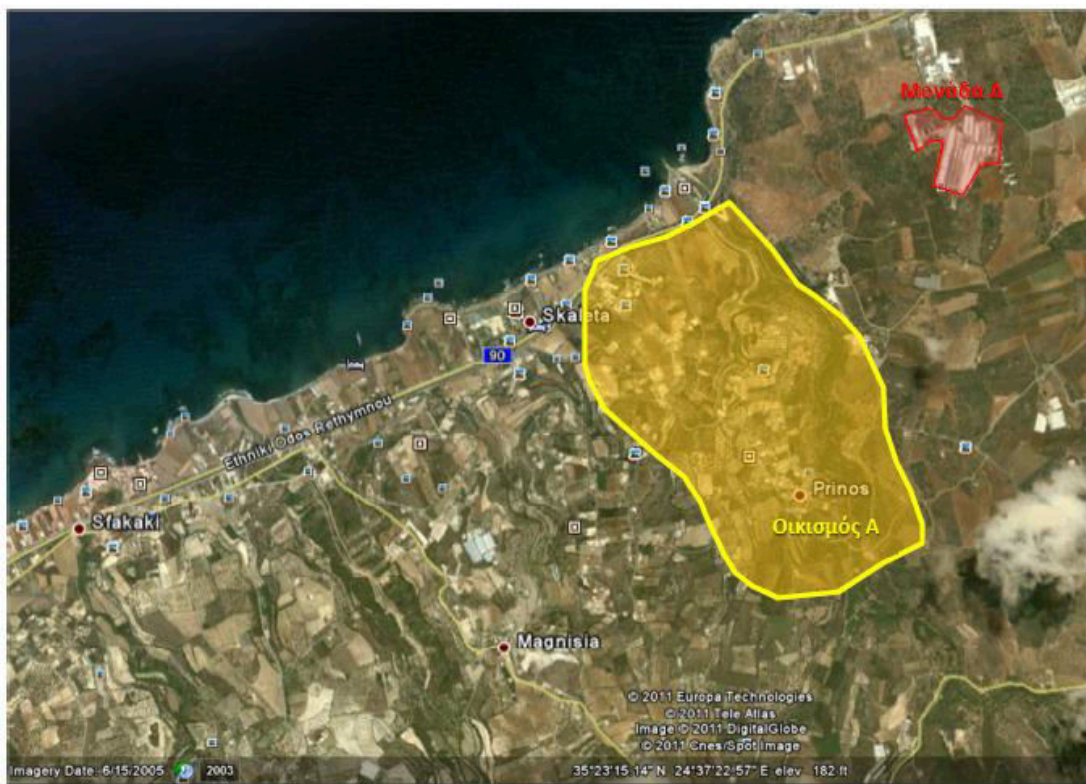 Μονάδα Δ
Skaleta
90
Ethniki Odos Rethymnou
Prinos
Sfakaki
Οικισμός Α
Magnisia
© 2011 Europa Technologies
© 2011 Tele Atlas
Image © 2011 DigitalGlobe
© 2011 Cnes/Spot Image
Imagery Date: 6/15/2005
2003
35°23'15.14" N 24°37'22.57" E elev 182 ft